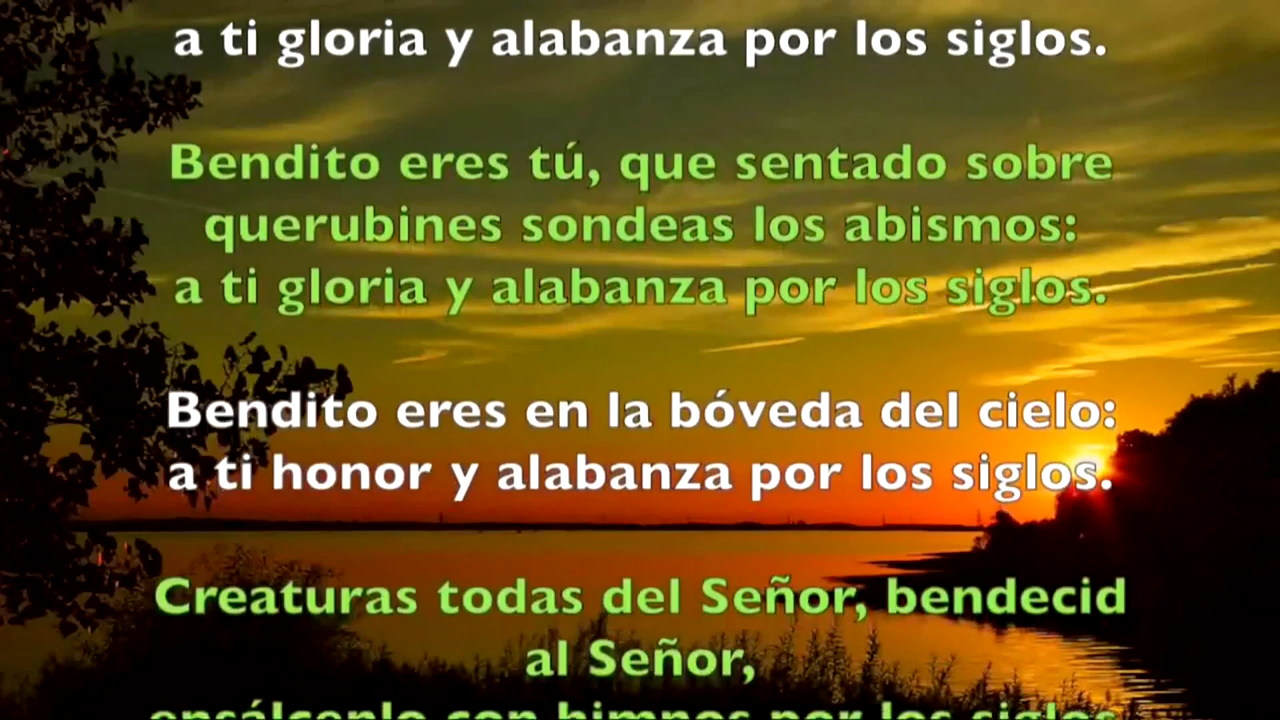 a ti gloria y alabanza por los siglos.
Bendito eres tú, que sentado sobre
querubines sondeas los abismos:
a ti gloria y alabanza por los siglos.
Bendito eres en la bóveda del cielo:
a ti honor y alabanza por los siglos.
Creaturas todas del Señor, bendecid
al Señor,
ensálcenlo con himnos por los siglos